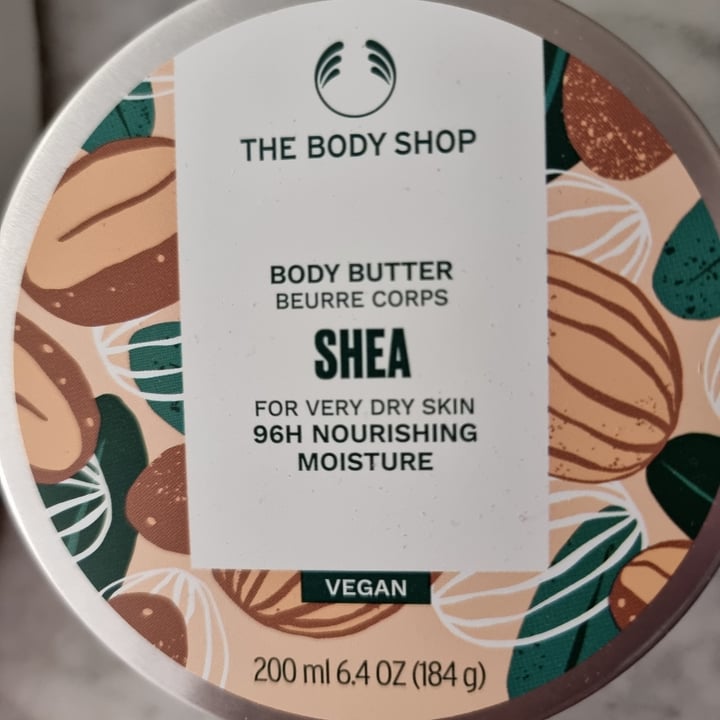 THE BODY SHOP
BODY BUTTER
BEURRE CORPS
SHEA
FOR VERY DRY SKIN
96H NOURISHING
MOISTURE
VEGAN
200 ml 6.4 OZ (184 g)